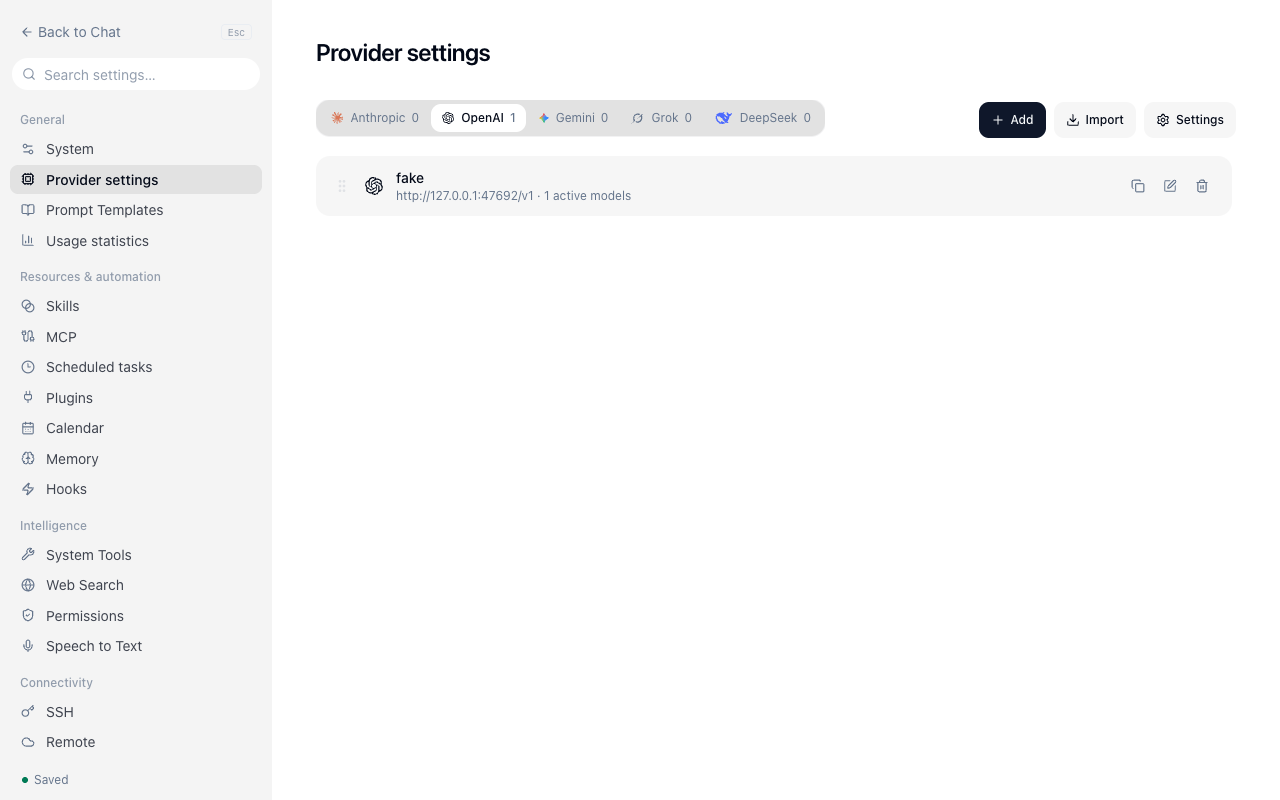 Back to Chat
Esc
Search settings...
General
System
Provider settings
Prompt Templates
Usage statistics
Resources & automation
Skills
MCP
Scheduled tasks
Plugins
Calendar
Memory
Hooks
Intelligence
System Tools
Web Search
Permissions
Speech to Text
Connectivity
SSH
Remote
Saved
Provider settings
Anthropic 0 OpenAI 1 Gemini 0 Grok 0 DeepSeek 0
Add Import Settings
fake
http://127.0.0.1:47692/v1 · 1 active models